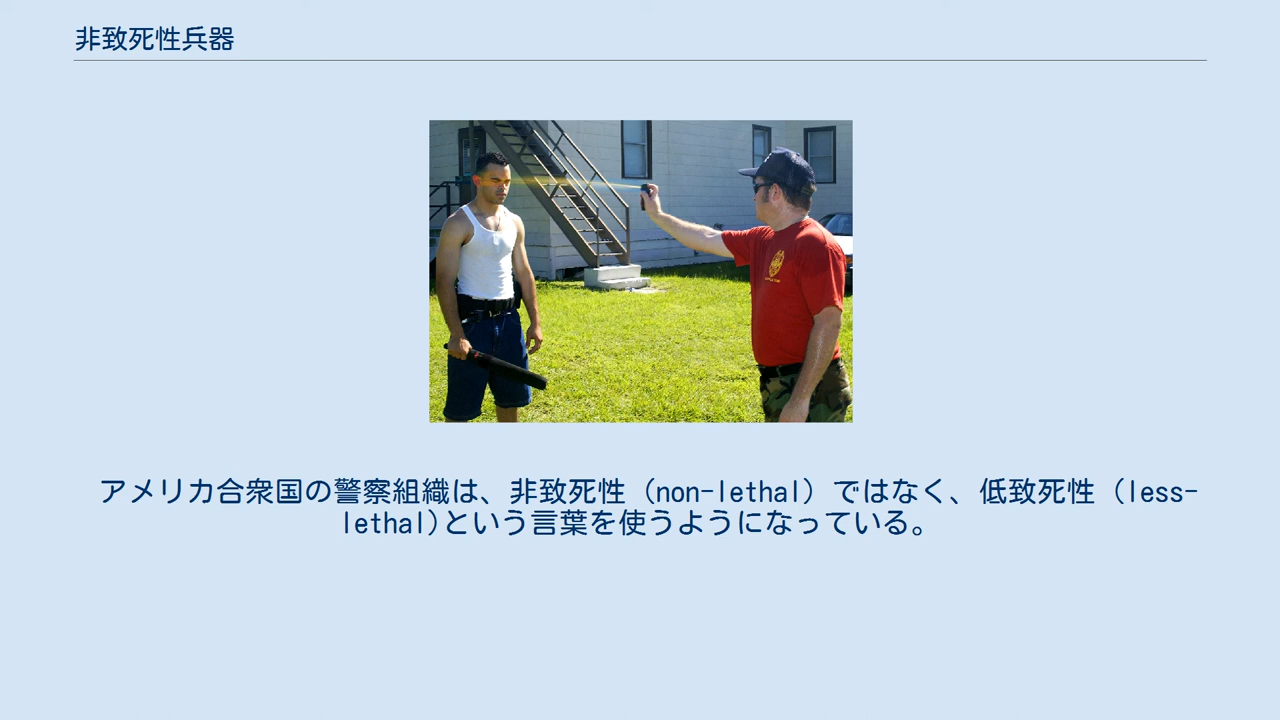 非致死性兵器
アメリカ合衆国の警察組織は、非致死性（non-lethal）ではなく、低致死性（less-
lethal)という言葉を使うようになっている。